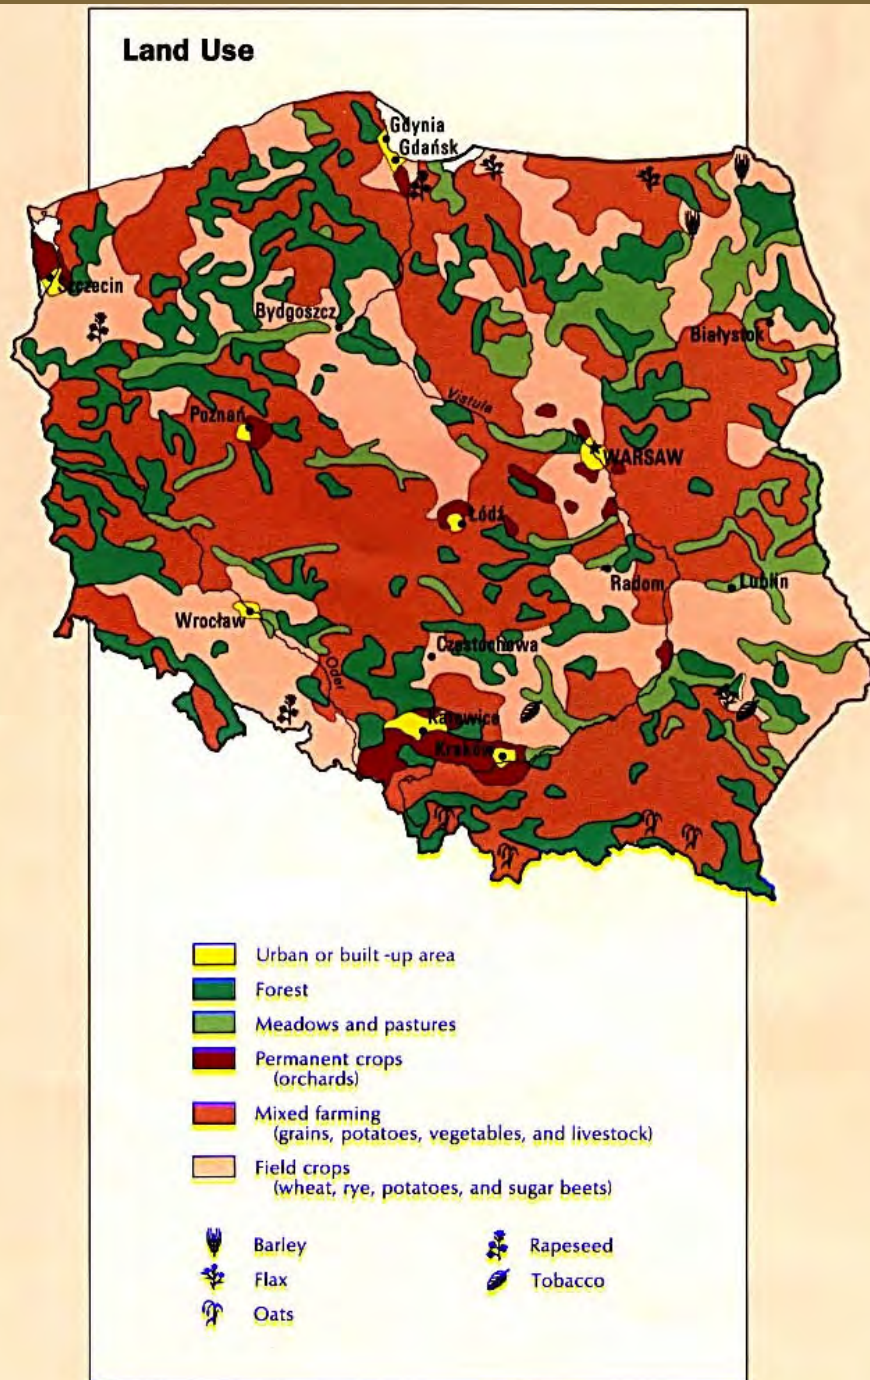 Land Use
Gdynia
Gdańsk
Szczecin
Bydgoszcz
Białystok
Vistula
Poznań
WARSAW
Łódź
Radom
Lublin
Wrocław
Częstochowa
Oder
Katowice
Kraków
Urban or built -up area
Forest
Meadows and pastures
Permanent crops
(orchards)
Mixed farming
(grains, potatoes, vegetables, and livestock)
Field crops
(wheat, rye, potatoes, and sugar beets)
Barley
Rapeseed
Flax
Tobacco
Oats